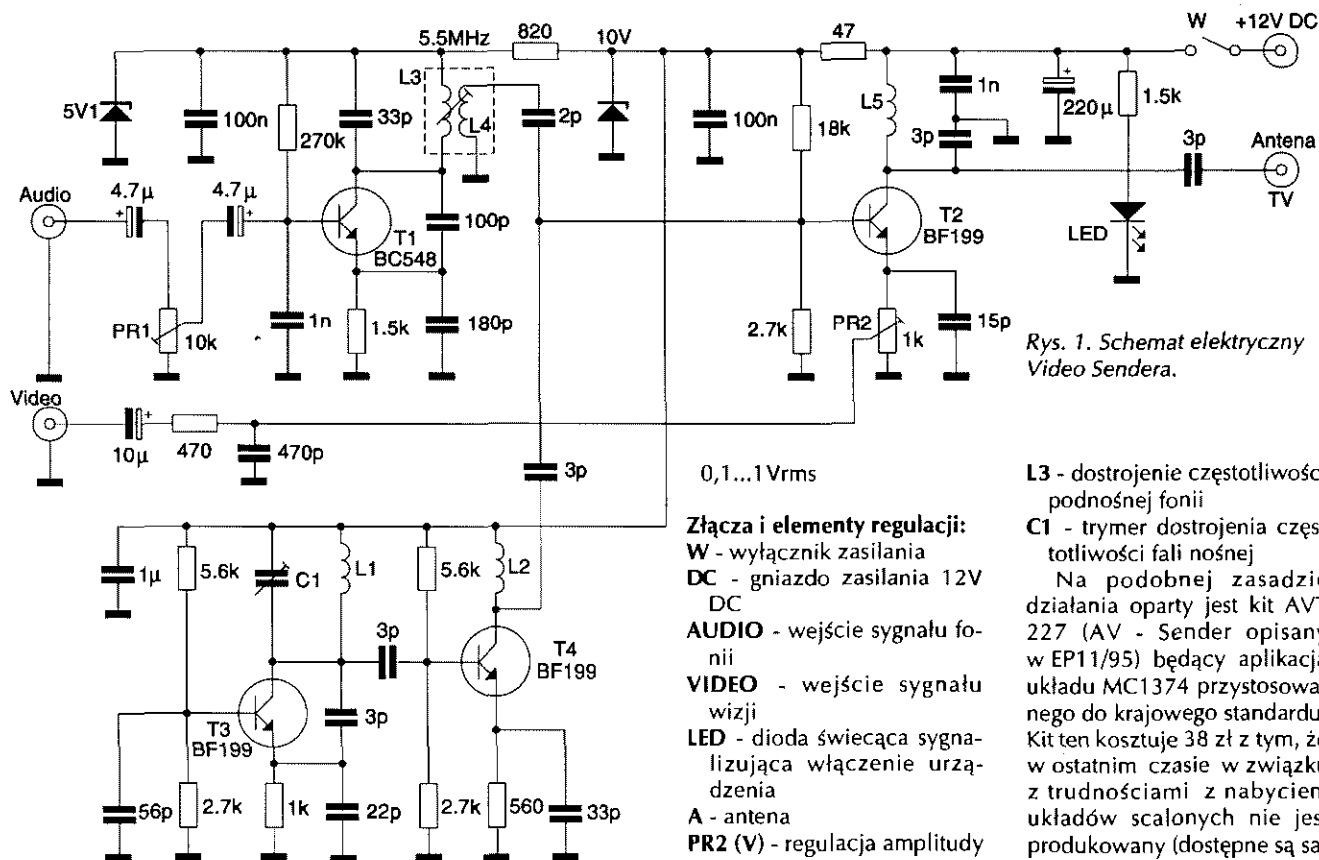 5.5MHz
820
10V
47
W
+12V DC
L3
L4
5V1
100n
270k
33p
2p
100n
18k
L5
1n
3p
220µ
+
1.5k
3p
Antena
TV
Audio
4.7µ
+
4.7µ
+
T1
BC548
100p
T2
BF199
LED
PR1
10k
1n
1.5k
180p
2.7k
PR2
1k
15p
Rys. 1. Schemat elektryczny
Video Sendera.
Video
10µ
+
470
470p
3p
1µ
5.6k
C1
L1
5.6k
L2
3p
T4
BF199
T3
BF199
3p
56p
2.7k
1k
22p
2.7k
560
33p
0,1...1Vrms
Złącza i elementy regulacji:
W - wyłącznik zasilania
DC - gniazdo zasilania 12V
DC
AUDIO - wejście sygnału fo-
nii
VIDEO - wejście sygnału
wizji
LED - dioda świecąca sygna-
lizująca włączenie urzą-
dzenia
A - antena
PR2 (V) - regulacja amplitudy
L3 - dostrojenie częstotliwośc
podnośnej fonii
C1 - trymer dostrojenia częs
totliwości fali nośnej
Na podobnej zasadzie
działania oparty jest kit AVT
227 (AV - Sender opisany
w EP11/95) będący aplikacją
układu MC1374 przystosowa
nego do krajowego standardu
Kit ten kosztuje 38 zł z tym, że
w ostatnim czasie w związku
z trudnościami z nabyciem
układów scalonych nie jes
produkowany (dostępne są sa